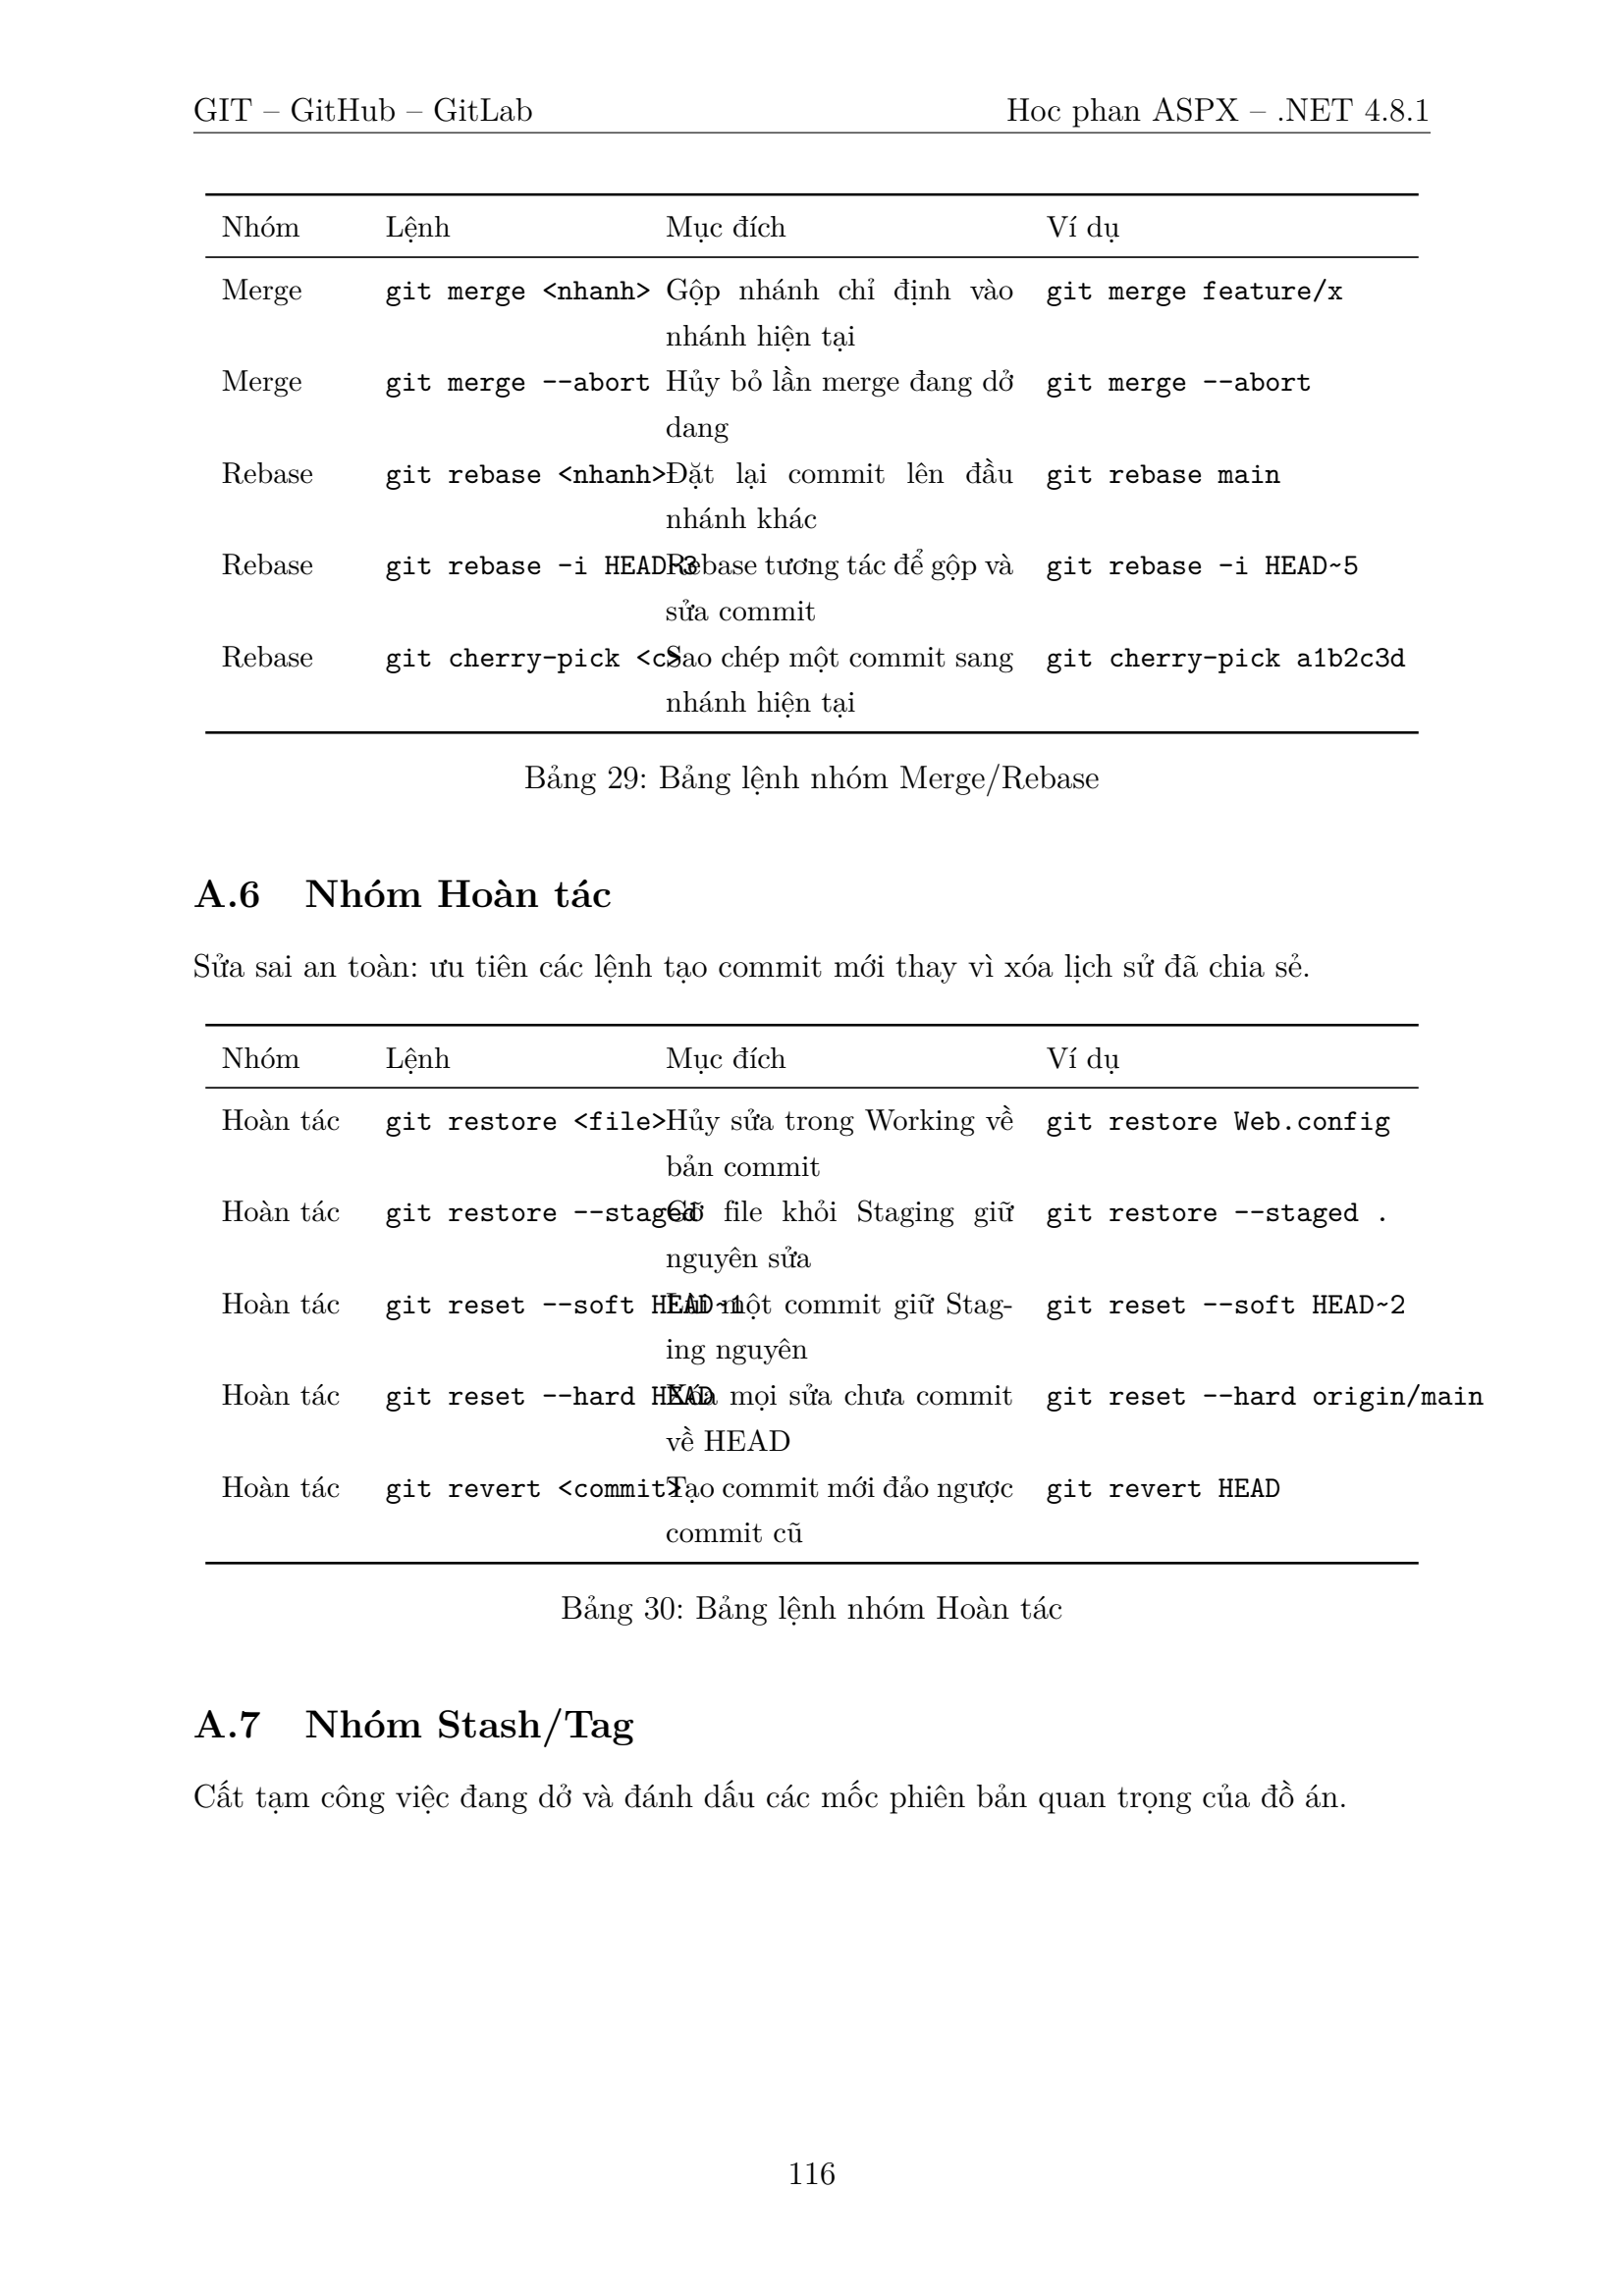 GIT – GitHub – GitLab Hoc phan ASPX – .NET 4.8.1
Nhóm Lệnh Mục đích Ví dụ
Merge git merge <nhanh> Gộp nhánh chỉ định vào git merge feature/x
nhánh hiện tại
Merge git merge --abort Hủy bỏ lần merge đang dở git merge --abort
dang
Rebase git rebase <nhanh> Đặt lại commit lên đầu git rebase main
nhánh khác
Rebase git rebase -i HEAD~3 Rebase tương tác để gộp và git rebase -i HEAD~5
sửa commit
Rebase git cherry-pick <c> Sao chép một commit sang git cherry-pick a1b2c3d
nhánh hiện tại
Bảng 29: Bảng lệnh nhóm Merge/Rebase
A.6 Nhóm Hoàn tác
Sửa sai an toàn: ưu tiên các lệnh tạo commit mới thay vì xóa lịch sử đã chia sẻ.
Nhóm Lệnh Mục đích Ví dụ
Hoàn tác git restore <file> Hủy sửa trong Working về git restore Web.config
bản commit
Hoàn tác git restore --staged Gỡ file khỏi Staging giữ git restore --staged .
nguyên sửa
Hoàn tác git reset --soft HEAD~1 Lùi một commit giữ Stag-git reset --soft HEAD~2
ing nguyên
Hoàn tác git reset --hard HEAD Xóa mọi sửa chưa commit git reset --hard origin/main
về HEAD
Hoàn tác git revert <commit> Tạo commit mới đảo ngược git revert HEAD
commit cũ
Bảng 30: Bảng lệnh nhóm Hoàn tác
A.7 Nhóm Stash/Tag
Cất tạm công việc đang dở và đánh dấu các mốc phiên bản quan trọng của đồ án.
116